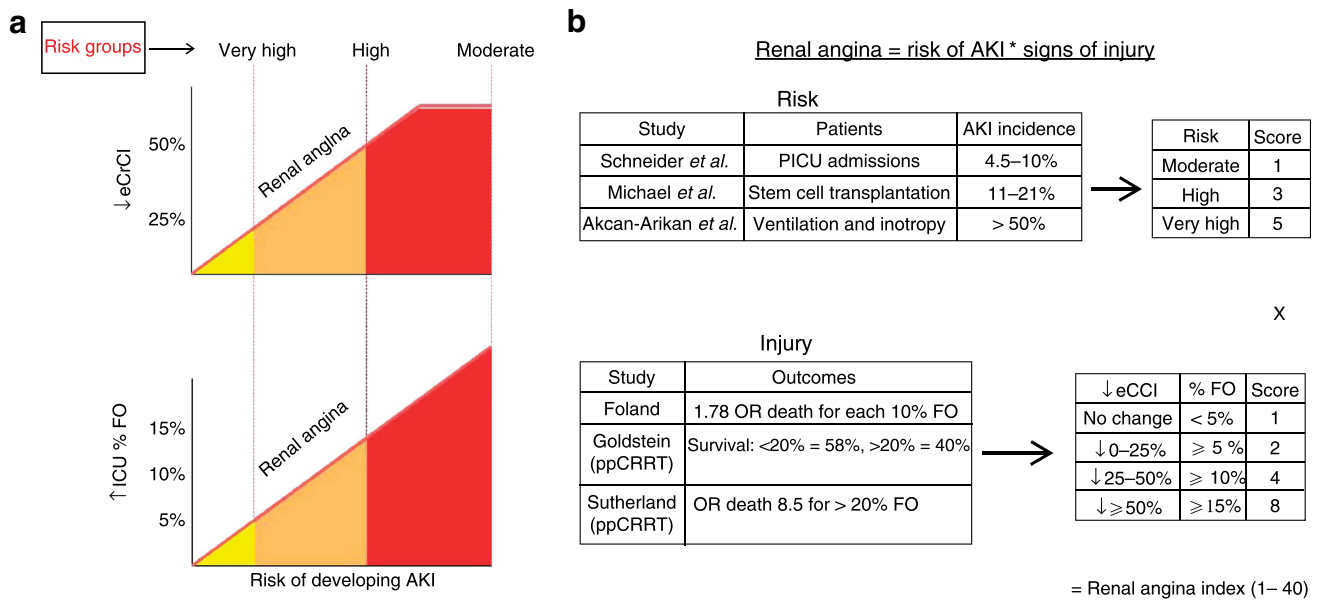 a
Risk groups
Very high High Moderate
↓eCrCl
50%
25%
Renal angina
↑ICU % FO
15%
10%
5%
Renal angina
Risk of developing AKI
b
Renal angina = risk of AKI * signs of injury
Risk
Study Patients AKI incidence
Schneider et al. PICU admissions 4.5–10%
Michael et al. Stem cell transplantation 11–21%
Akcan-Arikan et al. Ventilation and inotropy > 50%
Risk Score
Moderate 1
High 3
Very high 5
X
Injury
Study Outcomes
Foland 1.78 OR death for each 10% FO
Goldstein Survival: <20% = 58%, >20% = 40%
(ppCRRT)
Sutherland OR death 8.5 for > 20% FO
(ppCRRT)
↓eCCl % FO Score
No change < 5% 1
↓0–25% ⩾ 5 % 2
↓25–50% ⩾ 10% 4
↓⩾50% ⩾15% 8
= Renal angina index (1– 40)